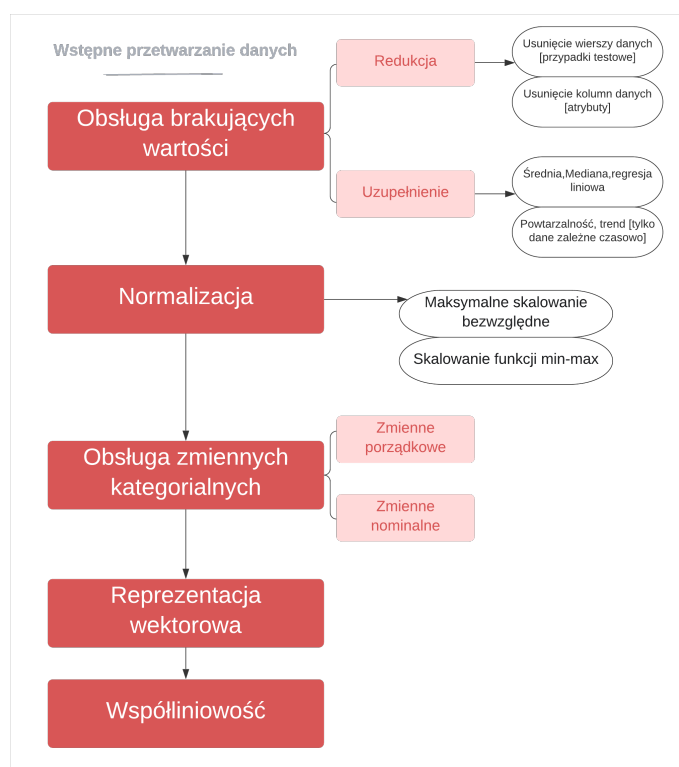 Wstępne przetwarzanie danych
Obsługa brakujących
wartości
Redukcja
Usunięcie wierszy danych
[przypadki testowe]
Usunięcie kolumn danych
[atrybuty]
Uzupełnienie
Średnia,Mediana,regresja
liniowa
Powtarzalność, trend [tylko
dane zależne czasowo]
Normalizacja
Maksymalne skalowanie
bezwzględne
Skalowanie funkcji min-max
Obsługa zmiennych
kategorialnych
Zmienne
porządkowe
Zmienne
nominalne
Reprezentacja
wektorowa
Współliniowość